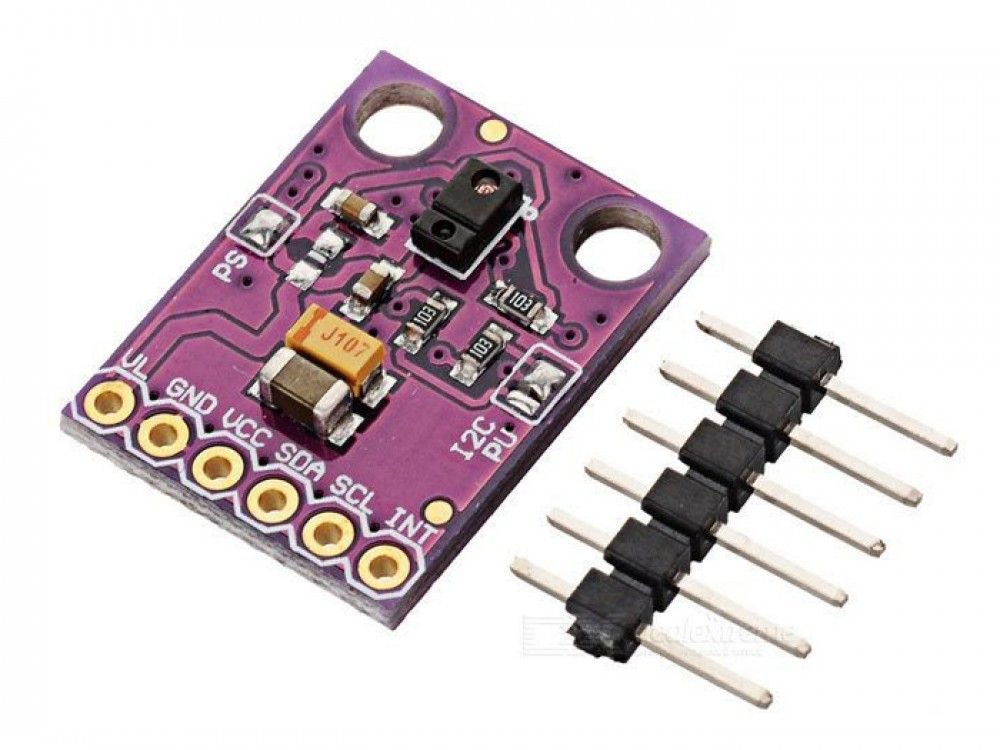 PS
103
103
103
J107
VL
GND
VCC
SDA
SCL
INT
I2C
PU